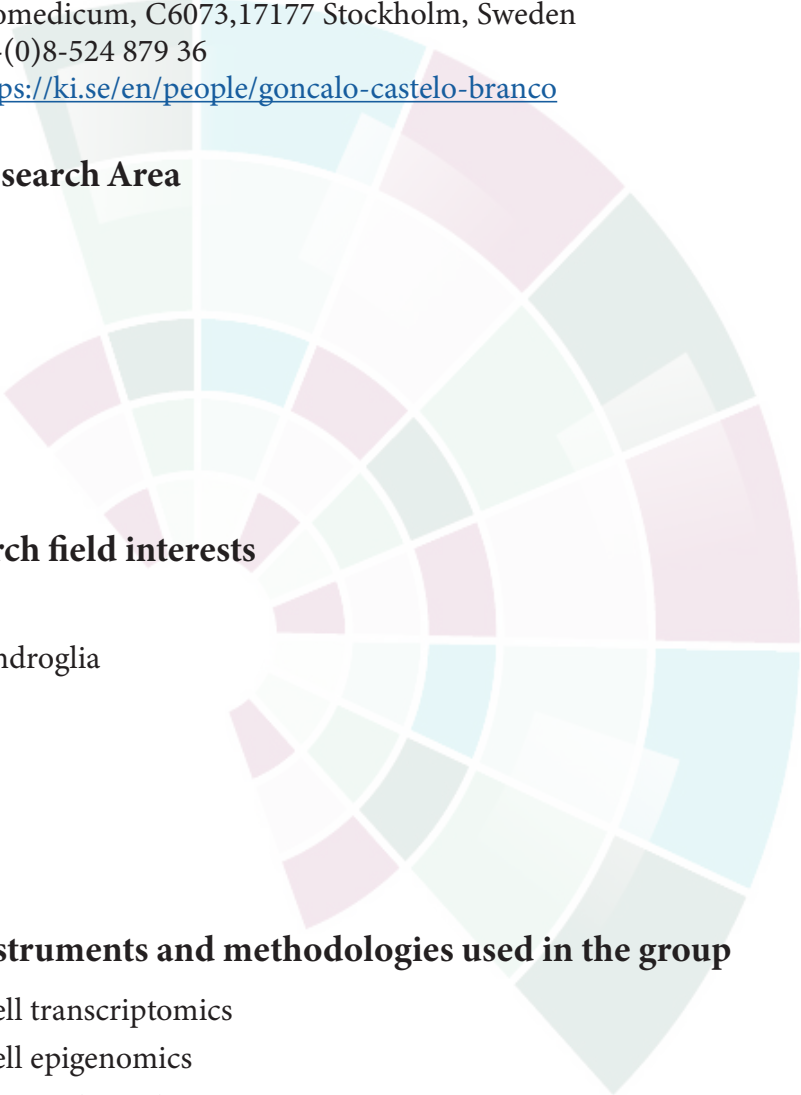 omedicum, C6073,17177 Stockholm, Sweden
-(0)8-524 879 36
ps://ki.se/en/people/goncalo-castelo-branco
search Area
rch field interests
ndroglia
struments and methodologies used in the group
ell transcriptomics
ell epigenomics